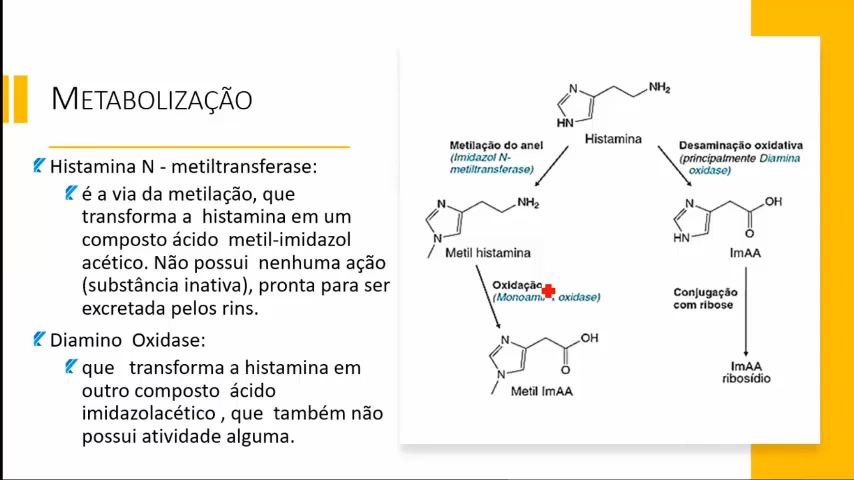 METABOLIZAÇÃO
Histamina N - metiltransferase:
é a via da metilação, que
transforma a histamina em um
composto ácido metil-imidazol
acético. Não possui nenhuma ação
(substância inativa), pronta para ser
excretada pelos rins.
Diamino Oxidase:
que transforma a histamina em
outro composto ácido
imidazolacético , que também não
possui atividade alguma.
N
NH₂
HN
Histamina
Metilação do anel
(Imidazol N-
metiltransferase)
Desaminação oxidativa
(principalmente Diamina
oxidase)
N
NH₂
N
Metil histamina
N
OH
HN
O
ImAA
Oxidação
oxidase)
Conjugação
com ribose
N
OH
N
O
Metil ImAA
ImAA
ribosídio